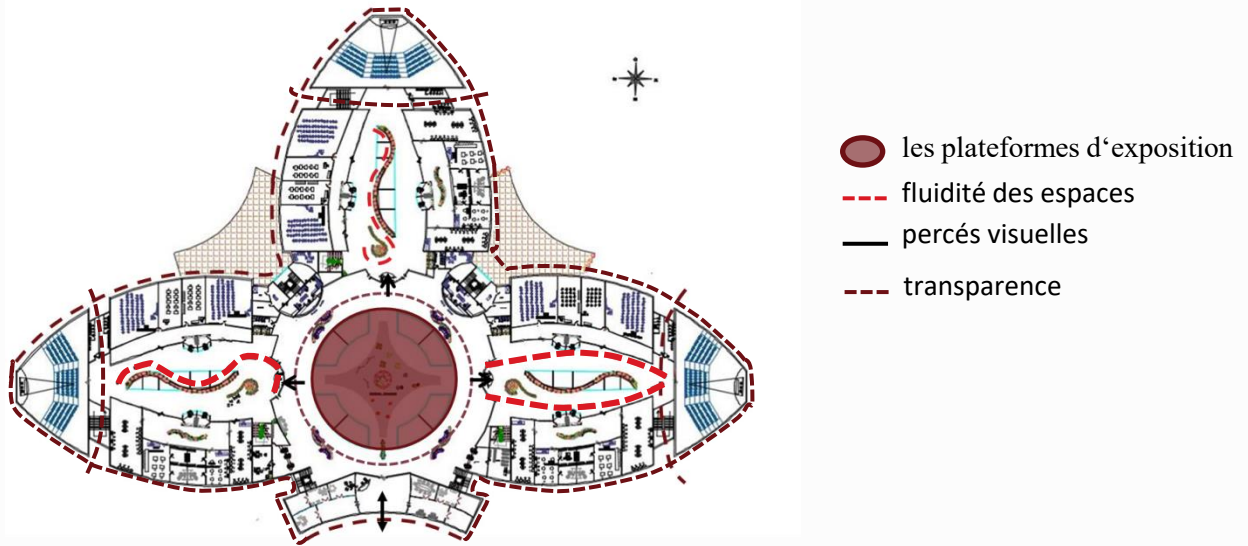 les plateformes d‘exposition
fluidité des espaces
percés visuelles
transparence